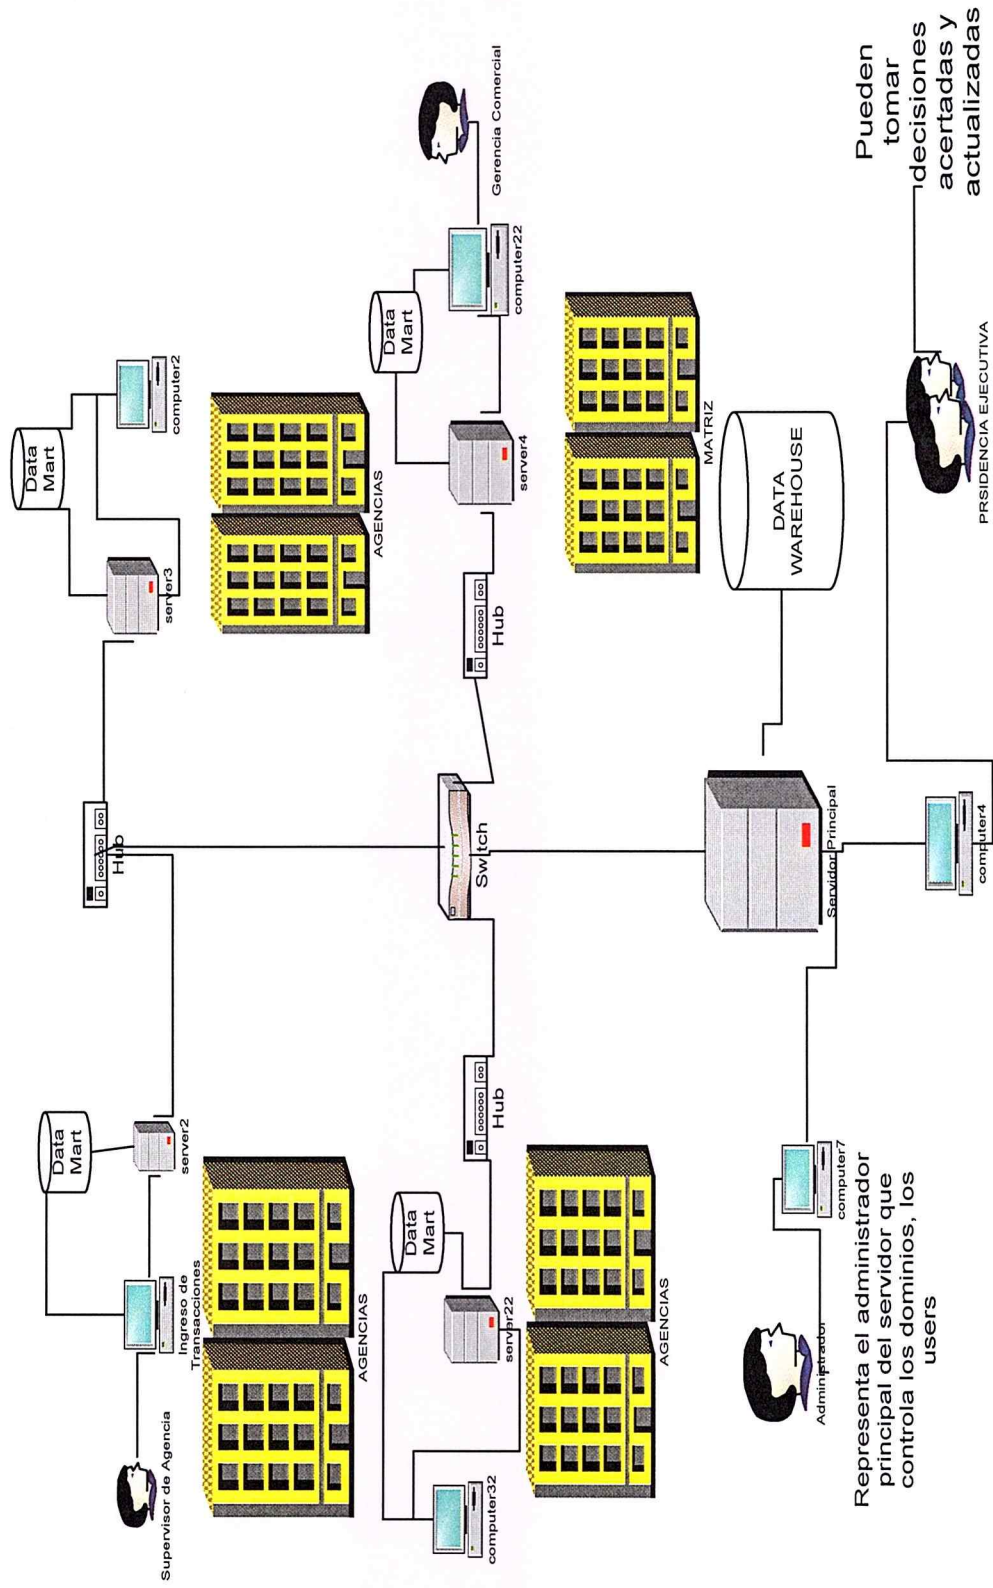 Data
Mart
Ingreso de
Transacciones
Supervisor de Agencia
server2
Hub
Data
Mart
server3
computer2
AGENCIAS
AGENCIAS
Data
Mart
computer32
server22
Hub
Switch
Hub
server4
Data
Mart
computer22
Gerencia Comercial
AGENCIAS
MATRIZ
DATA
WAREHOUSE
Servidor Principal
Administrador
computer7
computer4
PRSIDENCIA EJECUTIVA
Representa el administrador
principal del servidor que
controla los dominios, los
users
Pueden
tomar
decisiones
acertadas y
actualizadas